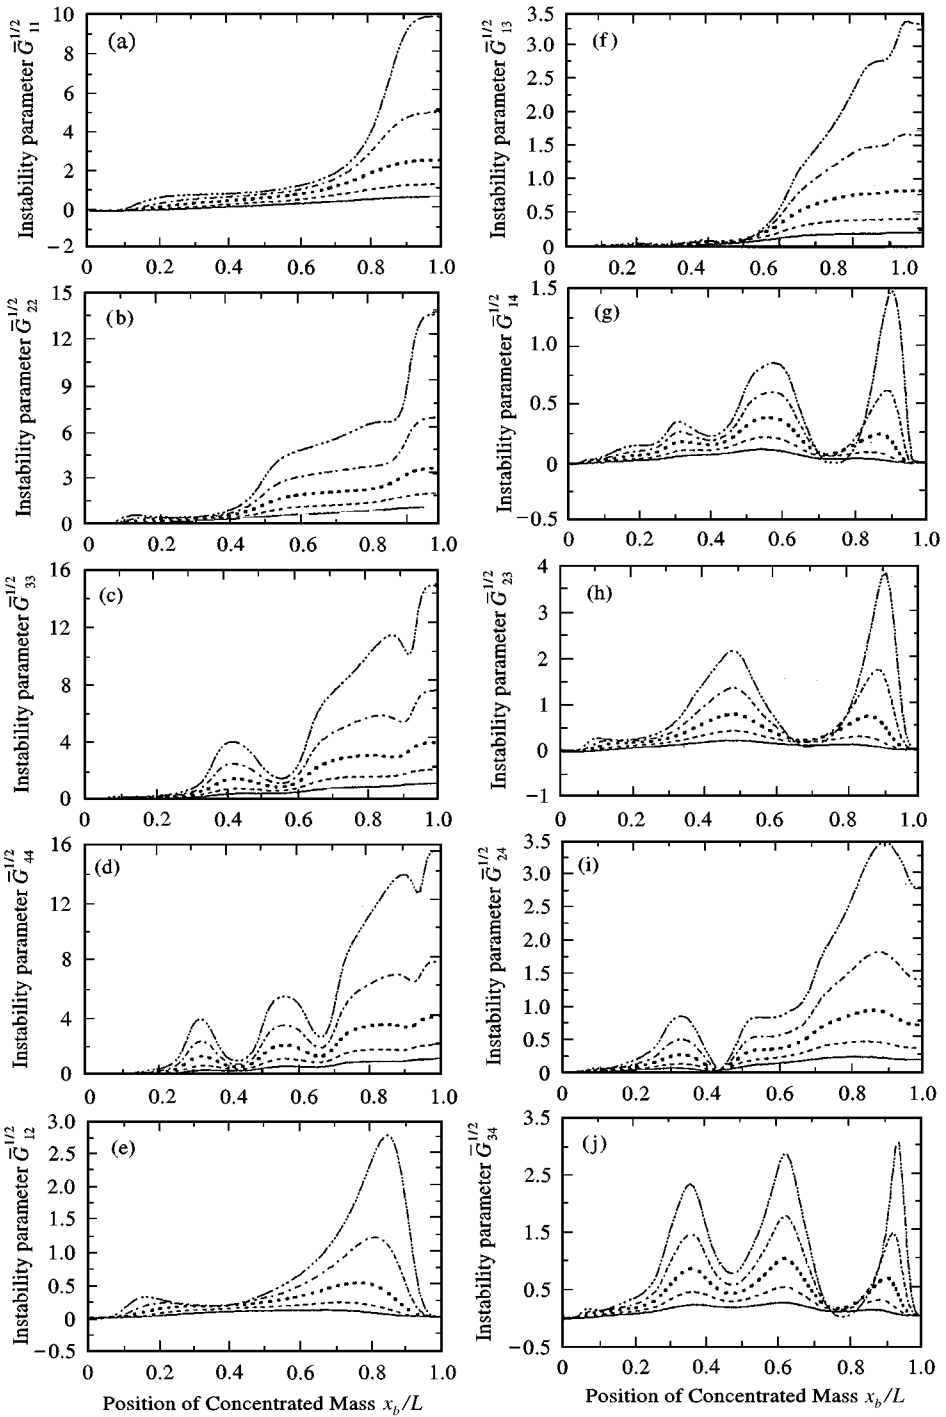 Instability parameter G̅₁₁^1/2
(a)
10
8
6
4
2
0
−2
0 0.2 0.4 0.6 0.8 1.0
Instability parameter G̅₂₂^1/2
(b)
15
12
9
6
3
0
0 0.2 0.4 0.6 0.8 1.0
Instability parameter G̅₃₃^1/2
(c)
16
12
8
4
0
0 0.2 0.4 0.6 0.8 1.0
Instability parameter G̅₄₄^1/2
(d)
16
12
8
4
0
0 0.2 0.4 0.6 0.8 1.0
Instability parameter G̅₁₂^1/2
(e)
3.0
2.5
2.0
1.5
1.0
0.5
0
−0.5
0 0.2 0.4 0.6 0.8 1.0
Position of Concentrated Mass x_b/L
Instability parameter G̅₁₃^1/2
(f)
3.5
3.0
2.5
2.0
1.5
1.0
0.5
0
0 0.2 0.4 0.6 0.8 1.0
Instability parameter G̅₁₄^1/2
(g)
1.5
1.0
0.5
0
−0.5
0 0.2 0.4 0.6 0.8 1.0
Instability parameter G̅₂₃^1/2
(h)
4
3
2
1
0
−1
0 0.2 0.4 0.6 0.8 1.0
Instability parameter G̅₂₄^1/2
(i)
3.5
3.0
2.5
2.0
1.5
1.0
0.5
0
0 0.2 0.4 0.6 0.8 1.0
Instability parameter G̅₃₄^1/2
(j)
3.5
2.5
1.5
0.5
−0.5
0 0.2 0.4 0.6 0.8 1.0
Position of Concentrated Mass x_b/L